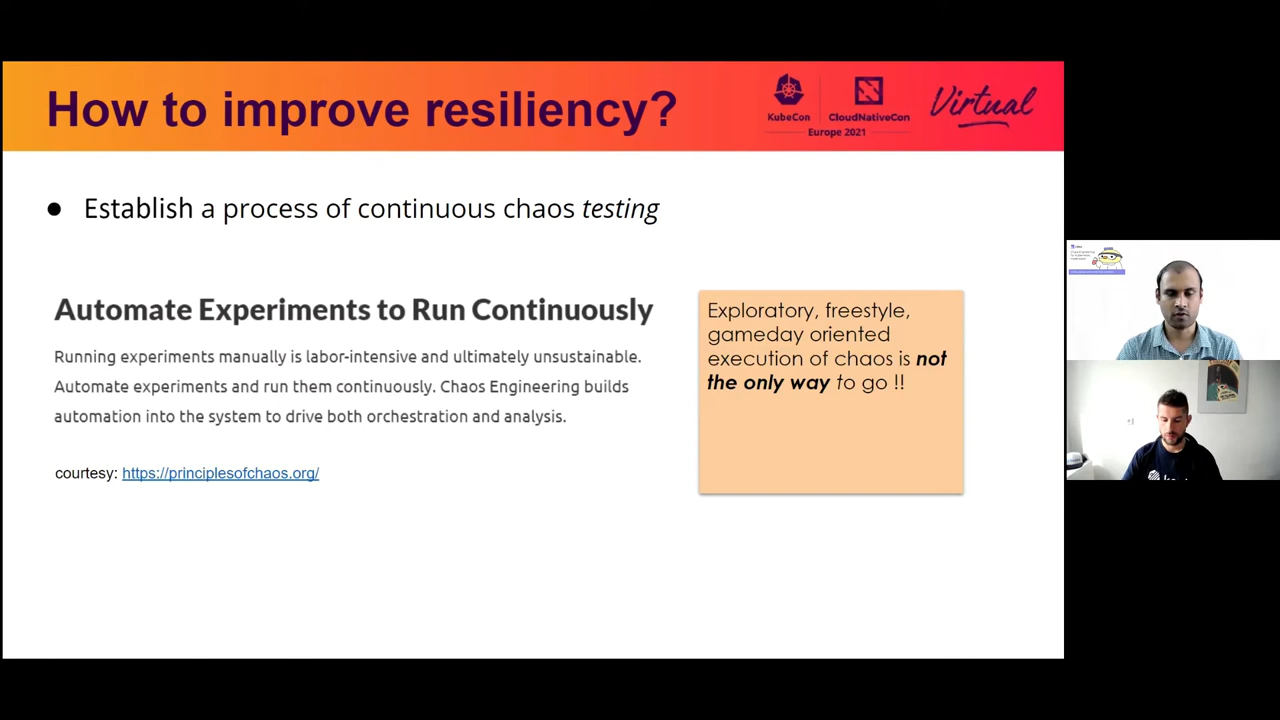 How to improve resiliency?
KubeCon
CloudNativeCon
Europe 2021
Virtual
● Establish a process of continuous chaos testing
Automate Experiments to Run Continuously
Running experiments manually is labor-intensive and ultimately unsustainable.
Automate experiments and run them continuously. Chaos Engineering builds
automation into the system to drive both orchestration and analysis.
courtesy: https://principlesofchaos.org/
Exploratory, freestyle,
gameday oriented
execution of chaos is not
the only way to go !!